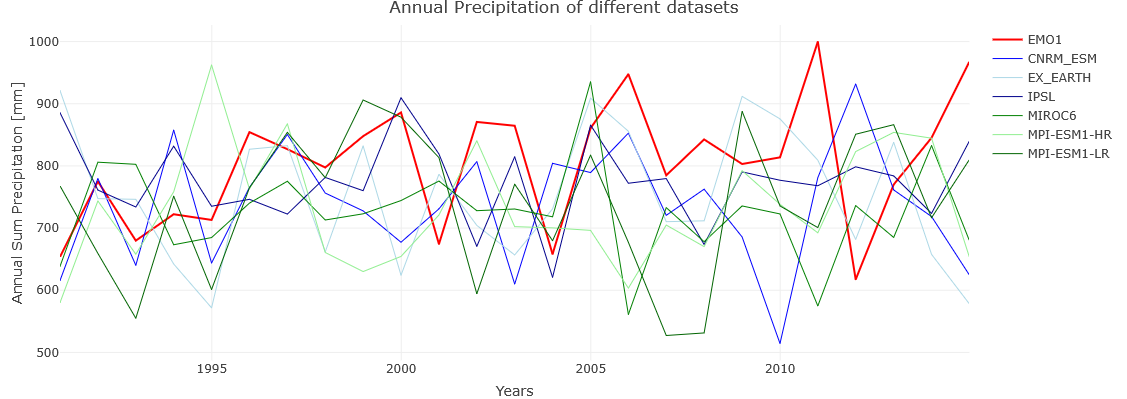 Annual Precipitation of different datasets
1000
900
800
700
600
500
Annual Sum Precipitation [mm]
1995
2000
2005
2010
Years
EMO1
CNRM_ESM
EX_EARTH
IPSL
MIROC6
MPI-ESM1-HR
MPI-ESM1-LR